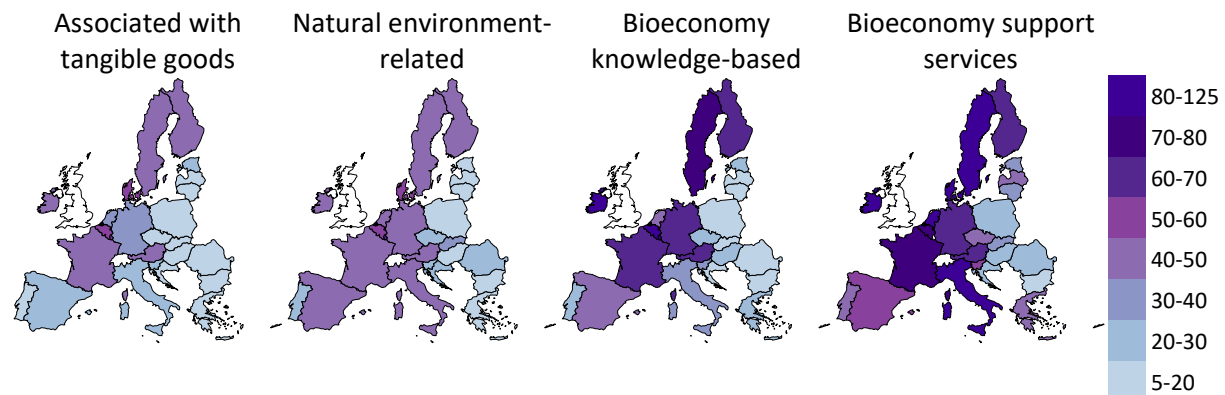 Associated with
tangible goods
Natural environment-
related
Bioeconomy
knowledge-based
Bioeconomy support
services
80-125
70-80
60-70
50-60
40-50
30-40
20-30
5-20